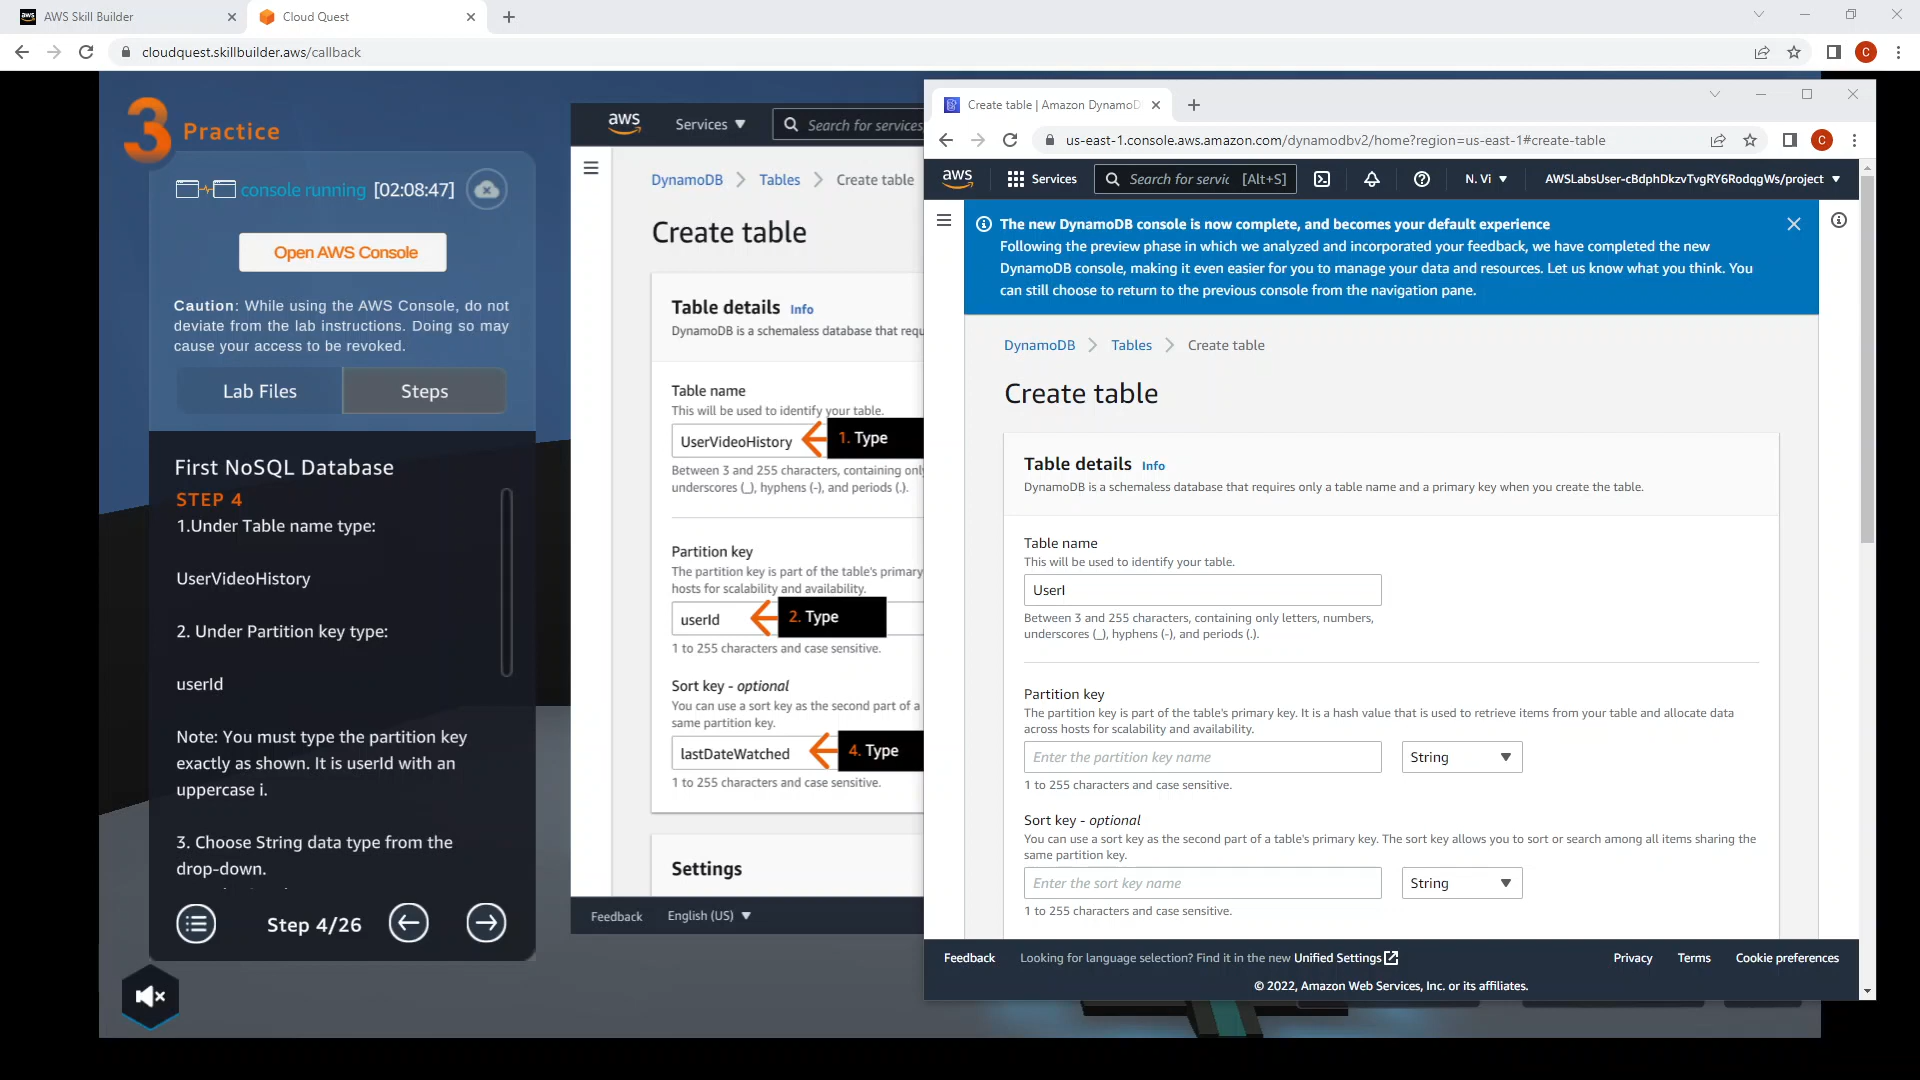 AWS Skill Builder
Cloud Quest
cloudquest.skillbuilder.aws/callback
C
3 Practice
console running [02:08:47]
Open AWS Console
Caution: While using the AWS Console, do not
deviate from the lab instructions. Doing so may
cause your access to be revoked.
Lab Files
Steps
First NoSQL Database
STEP 4
1.Under Table name type:
UserVideoHistory
2. Under Partition key type:
userId
Note: You must type the partition key
exactly as shown. It is userId with an
uppercase i.
3. Choose String data type from the
drop-down.
Step 4/26
aws
Services
Search for services
DynamoDB
Tables
Create table
Create table
Table details Info
DynamoDB is a schemaless database that requ
Table name
This will be used to identify your table.
UserVideoHistory
1. Type
Between 3 and 255 characters, containing onl
underscores (_), hyphens (-), and periods (.).
Partition key
The partition key is part of the table's primary
hosts for scalability and availability.
userId
2. Type
1 to 255 characters and case sensitive.
Sort key - optional
You can use a sort key as the second part of a
same partition key.
lastDateWatched
4. Type
1 to 255 characters and case sensitive.
Settings
Feedback
English (US)
Create table | Amazon DynamoD
us-east-1.console.aws.amazon.com/dynamodbv2/home?region=us-east-1#create-table
C
aws
Services
Search for servic [Alt+S]
N. Vi
AWSLabsUser-cBdphDkzvTvgRY6RodqgWs/project
The new DynamoDB console is now complete, and becomes your default experience
Following the preview phase in which we analyzed and incorporated your feedback, we have completed the new
DynamoDB console, making it even easier for you to manage your data and resources. Let us know what you think. You
can still choose to return to the previous console from the navigation pane.
DynamoDB
Tables
Create table
Create table
Table details Info
DynamoDB is a schemaless database that requires only a table name and a primary key when you create the table.
Table name
This will be used to identify your table.
UserI
Between 3 and 255 characters, containing only letters, numbers,
underscores (_), hyphens (-), and periods (.).
Partition key
The partition key is part of the table's primary key. It is a hash value that is used to retrieve items from your table and allocate data
across hosts for scalability and availability.
Enter the partition key name
String
1 to 255 characters and case sensitive.
Sort key - optional
You can use a sort key as the second part of a table's primary key. The sort key allows you to sort or search among all items sharing the
same partition key.
Enter the sort key name
String
1 to 255 characters and case sensitive.
Feedback
Looking for language selection? Find it in the new Unified Settings
Privacy
Terms
Cookie preferences
© 2022, Amazon Web Services, Inc. or its affiliates.